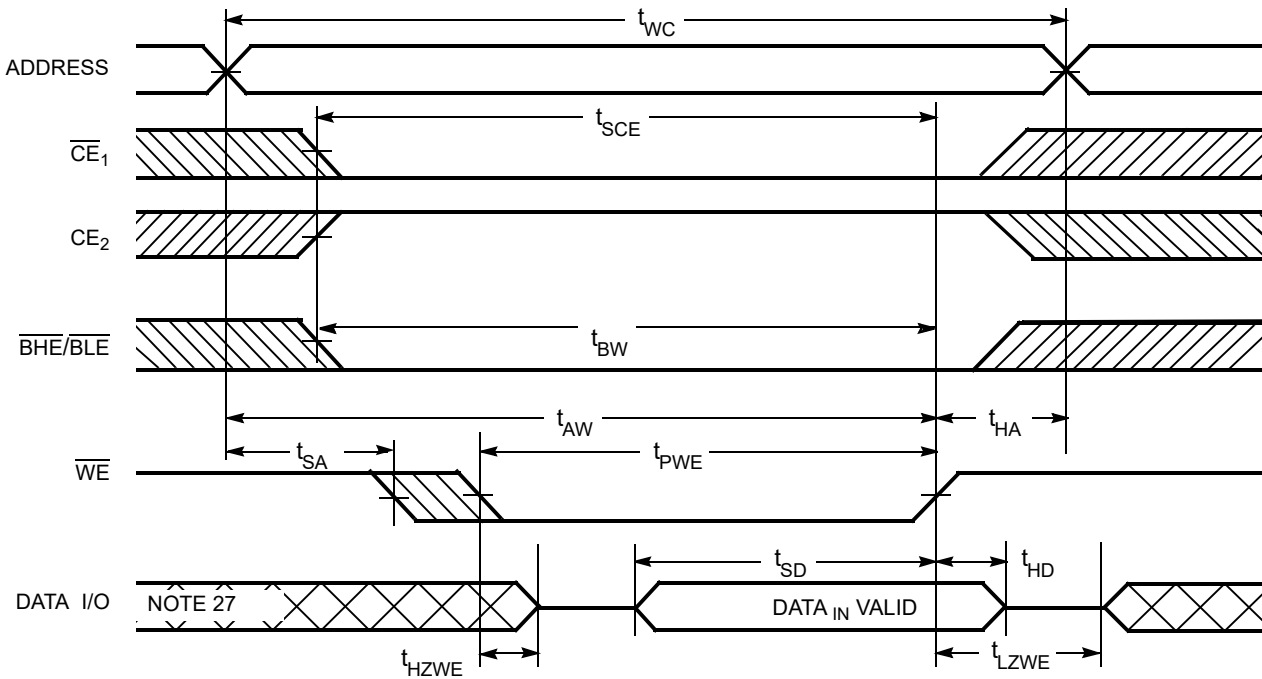 tWC
ADDRESS
tSCE
CE1
CE2
BHE/BLE
tBW
tAW
tHA
tSA
tPWE
WE
tSD
tHD
DATA I/O
NOTE 27
DATA IN VALID
tHZWE
tLZWE